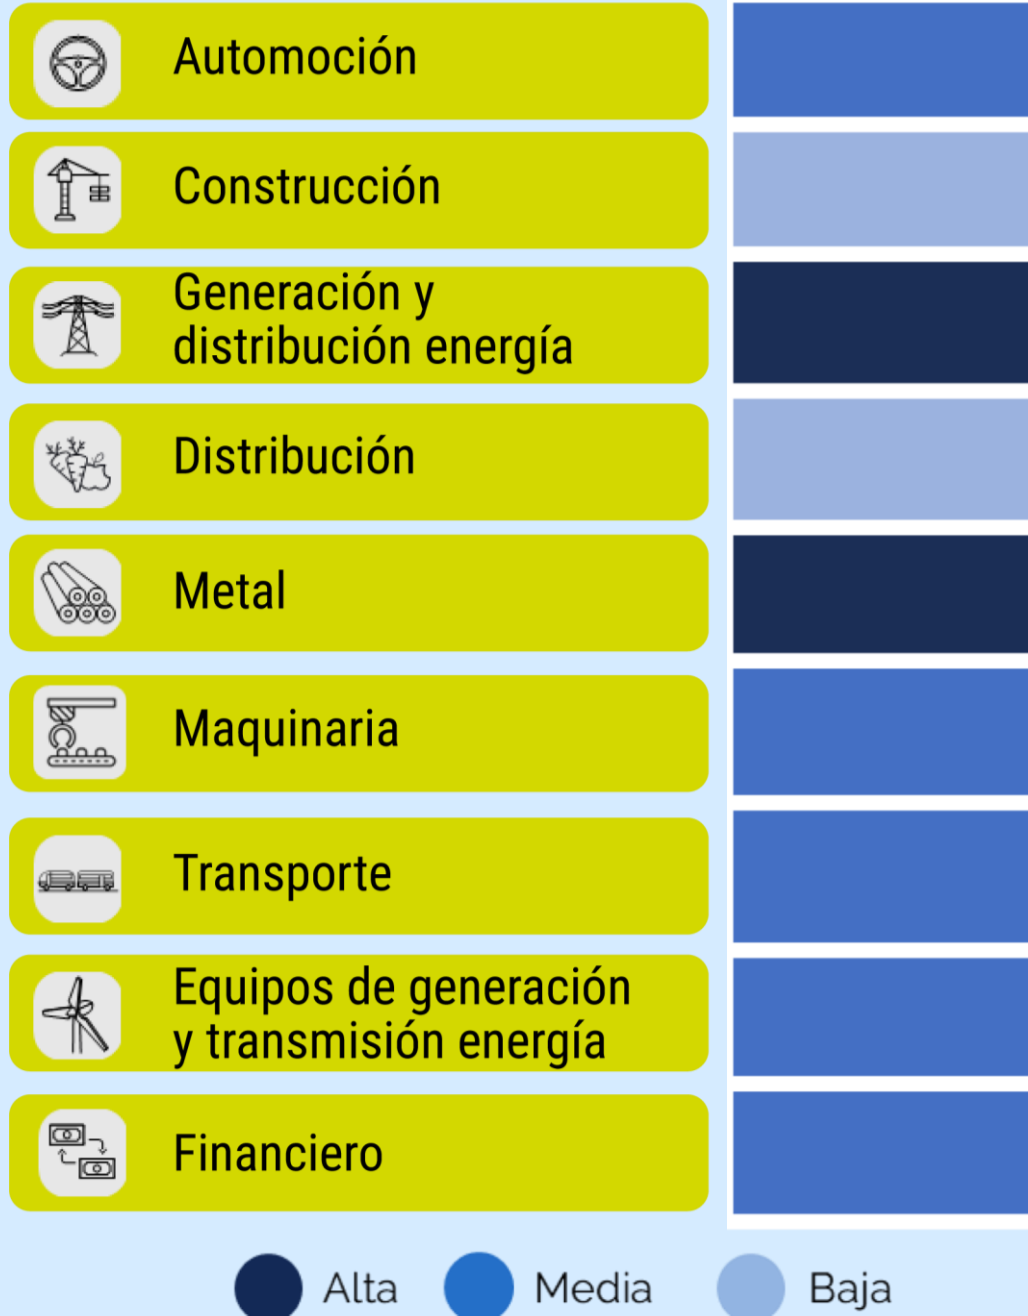 Automoción
Construcción
Generación y
distribución energía
Distribución
Metal
Maquinaria
Transporte
Equipos de generación
y transmisión energía
Financiero
Alta
Media
Baja